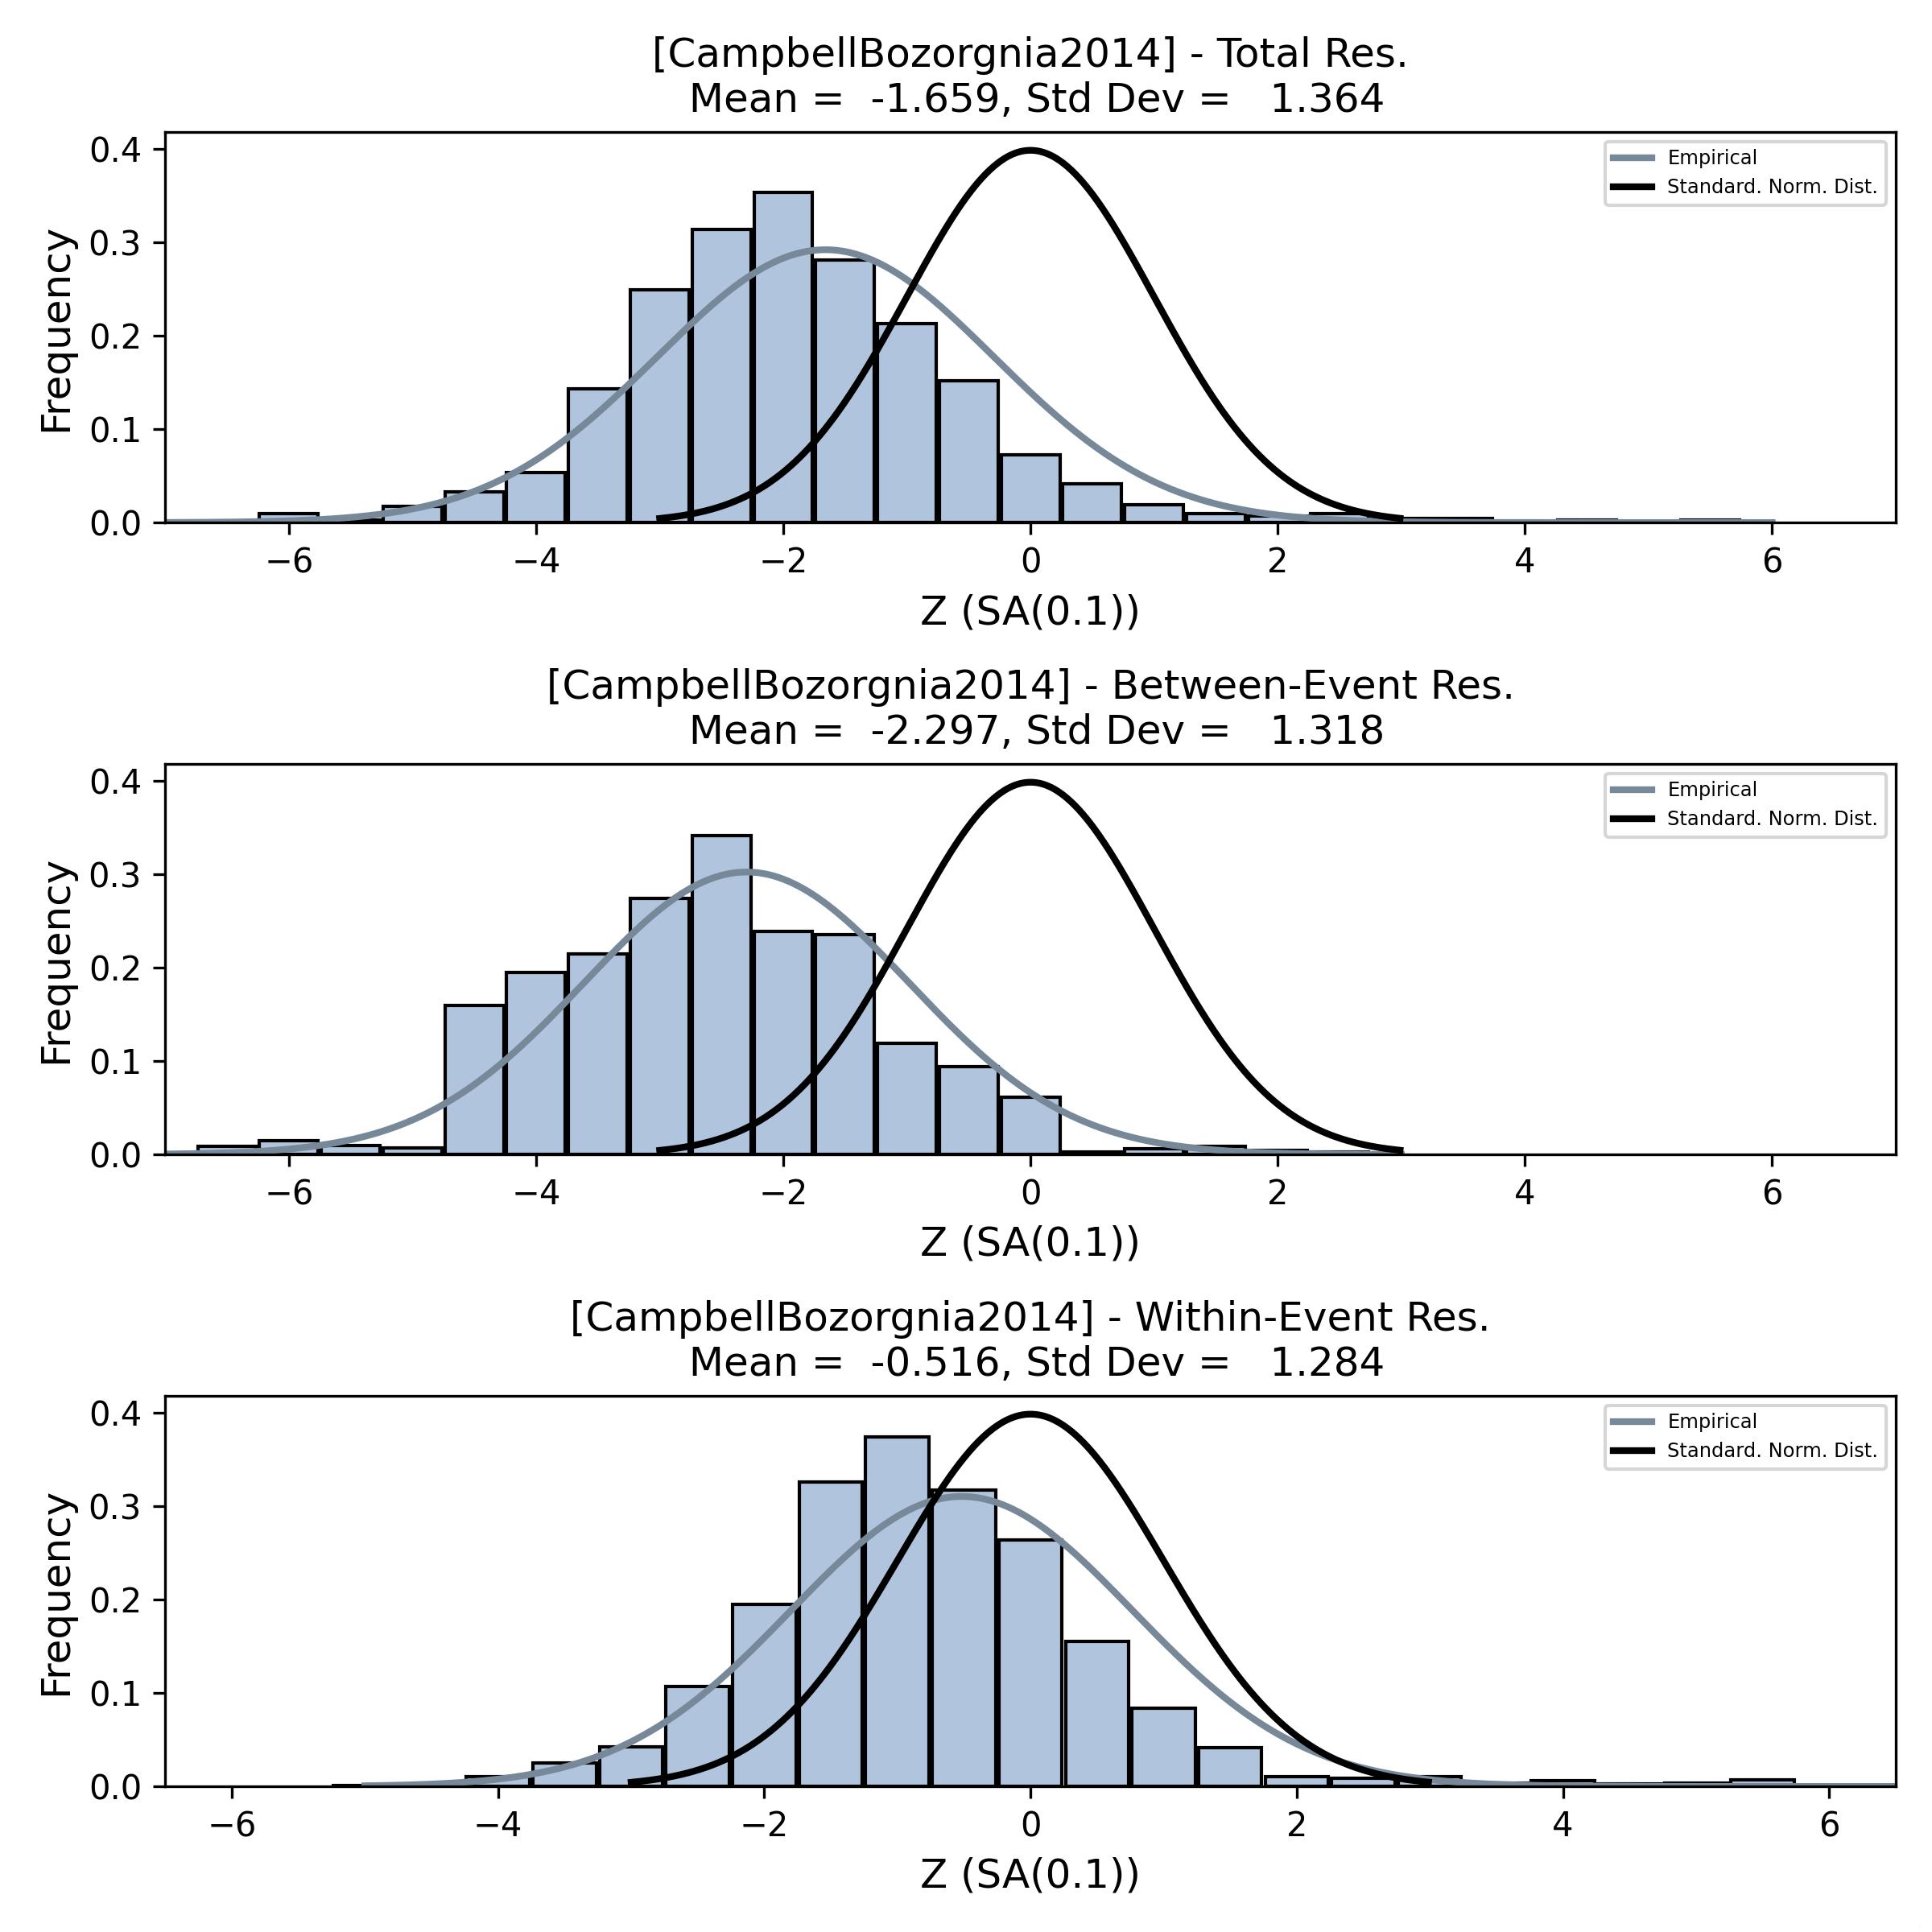 [CampbellBozorgnia2014] - Total Res.
Mean =  -1.659, Std Dev =   1.364
0.4
0.3
0.2
0.1
0.0
Frequency
Empirical
Standard. Norm. Dist.
−6 −4 −2 0 2 4 6
Z (SA(0.1))
[CampbellBozorgnia2014] - Between-Event Res.
Mean =  -2.297, Std Dev =   1.318
0.4
0.3
0.2
0.1
0.0
Frequency
Empirical
Standard. Norm. Dist.
−6 −4 −2 0 2 4 6
Z (SA(0.1))
[CampbellBozorgnia2014] - Within-Event Res.
Mean =  -0.516, Std Dev =   1.284
0.4
0.3
0.2
0.1
0.0
Frequency
Empirical
Standard. Norm. Dist.
−6 −4 −2 0 2 4 6
Z (SA(0.1))